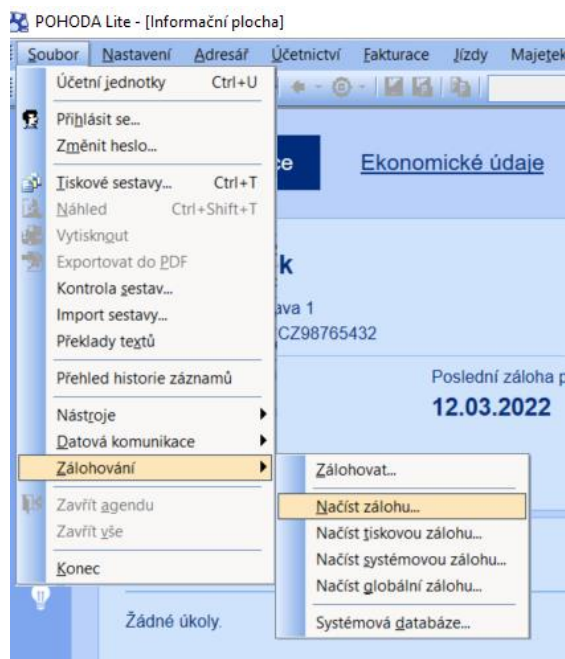 POHODA Lite - [Informační plocha]
Soubor Nastavení Adresář Účetnictví Fakturace Jízdy Majetek
Účetní jednotky Ctrl+U
Přihlásit se...
Změnit heslo...
Tiskové sestavy... Ctrl+T
Náhled Ctrl+Shift+T
Vytisknout
Exportovat do PDF
Kontrola sestav...
Import sestavy...
Překlady textů
Přehled historie záznamů
Nástroje
Datová komunikace
Zálohování
Zavřít agendu
Zavřít vše
Konec
Ekonomické údaje
k
ava 1
CZ98765432
Poslední záloha p
12.03.2022
Zálohovat...
Načíst zálohu...
Načíst tiskovou zálohu...
Načíst systémovou zálohu...
Načíst globální zálohu...
Systémová databáze...
Žádné úkoly.